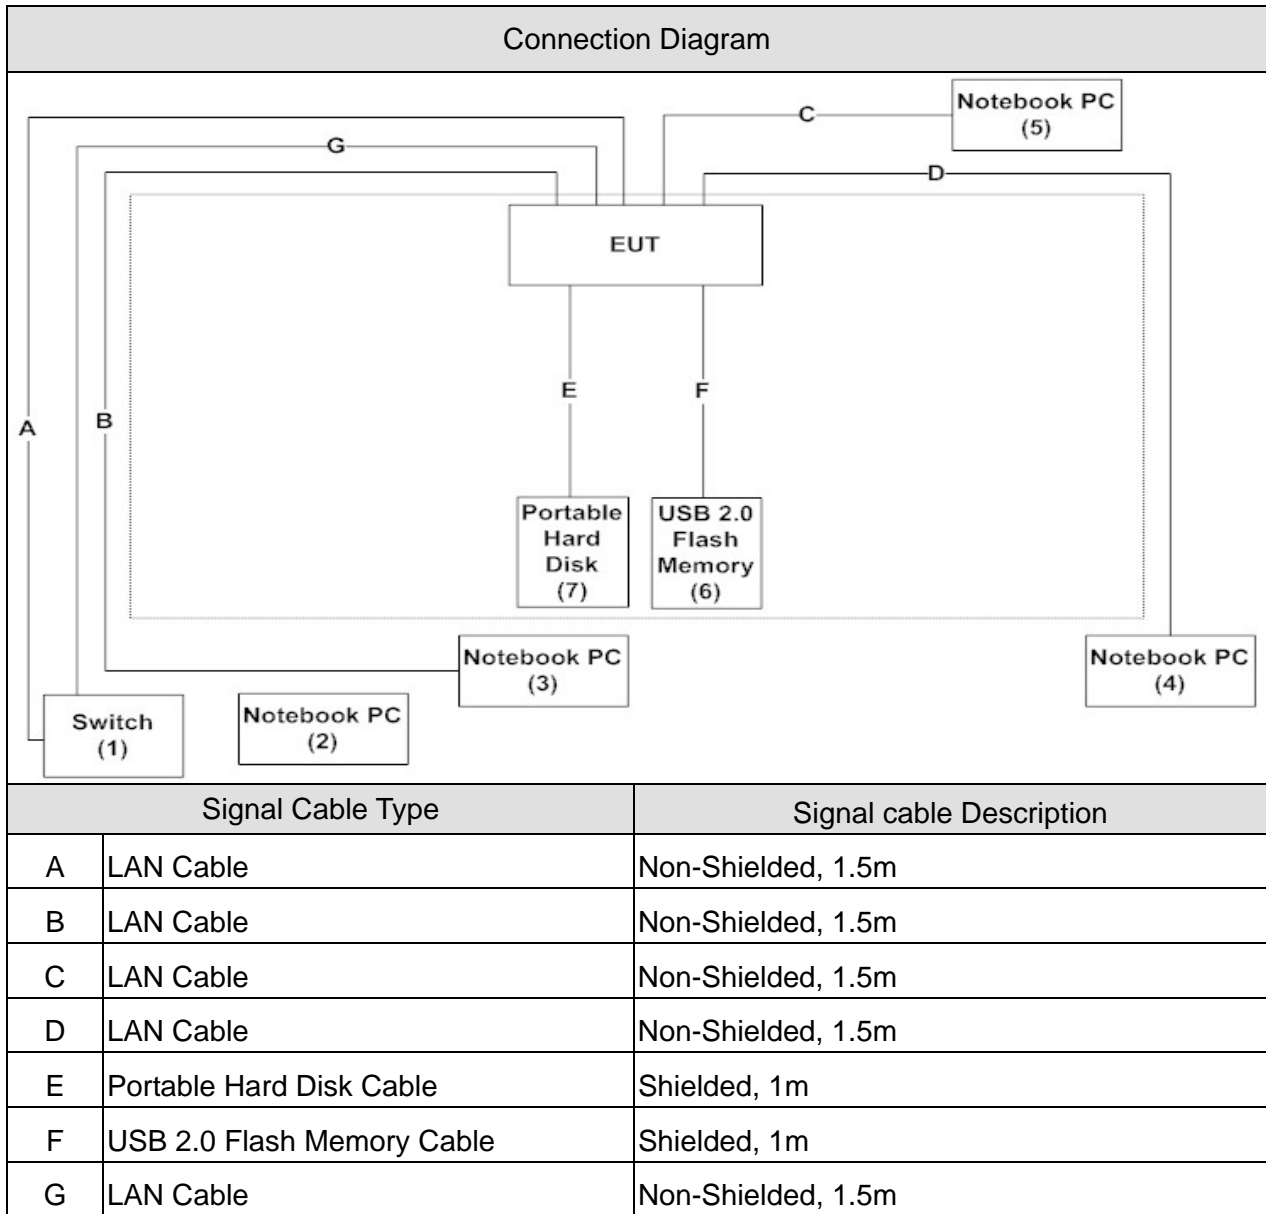 Connection Diagram
Notebook PC
(5)
C
G
D
EUT
E
F
A
B
Portable
Hard
Disk
(7)
USB 2.0
Flash
Memory
(6)
Notebook PC
(3)
Notebook PC
(4)
Switch
(1)
Notebook PC
(2)
Signal Cable Type Signal cable Description
A LAN Cable Non-Shielded, 1.5m
B LAN Cable Non-Shielded, 1.5m
C LAN Cable Non-Shielded, 1.5m
D LAN Cable Non-Shielded, 1.5m
E Portable Hard Disk Cable Shielded, 1m
F USB 2.0 Flash Memory Cable Shielded, 1m
G LAN Cable Non-Shielded, 1.5m